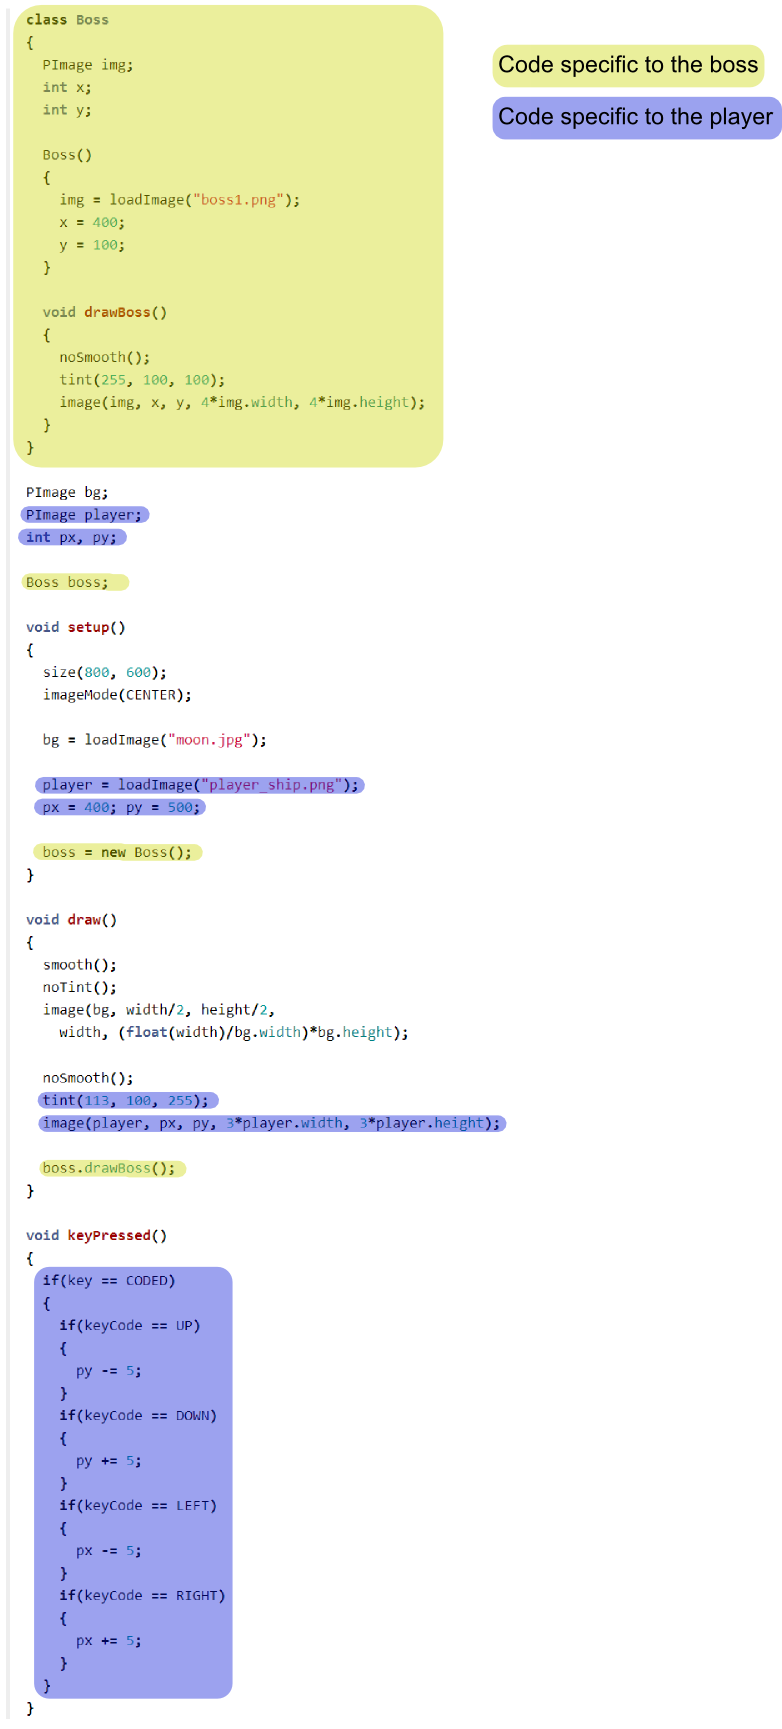 class Boss
{
  PImage img;
  int x;
  int y;

  Boss()
  {
    img = loadImage("boss1.png");
    x = 400;
    y = 100;
  }

  void drawBoss()
  {
    noSmooth();
    tint(255, 100, 100);
    image(img, x, y, 4*img.width, 4*img.height);
  }
}
Code specific to the boss
Code specific to the player

PImage bg;
PImage player;
int px, py;

Boss boss;

void setup()
{
  size(800, 600);
  imageMode(CENTER);

  bg = loadImage("moon.jpg");

  player = loadImage("player_ship.png");
  px = 400; py = 500;

  boss = new Boss();
}

void draw()
{
  smooth();
  noTint();
  image(bg, width/2, height/2,
    width, (float(width)/bg.width)*bg.height);

  noSmooth();
  tint(113, 100, 255);
  image(player, px, py, 3*player.width, 3*player.height);

  boss.drawBoss();
}

void keyPressed()
{
  if(key == CODED)
  {
    if(keyCode == UP)
    {
      py -= 5;
    }
    if(keyCode == DOWN)
    {
      py += 5;
    }
    if(keyCode == LEFT)
    {
      px -= 5;
    }
    if(keyCode == RIGHT)
    {
      px += 5;
    }
  }
}